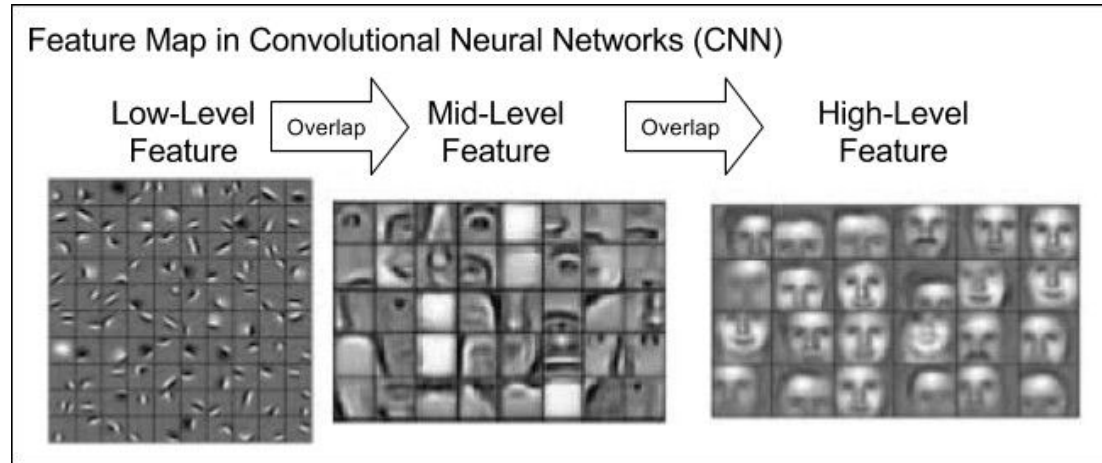 Feature Map in Convolutional Neural Networks (CNN)
Low-Level
Feature
Overlap
Mid-Level
Feature
Overlap
High-Level
Feature